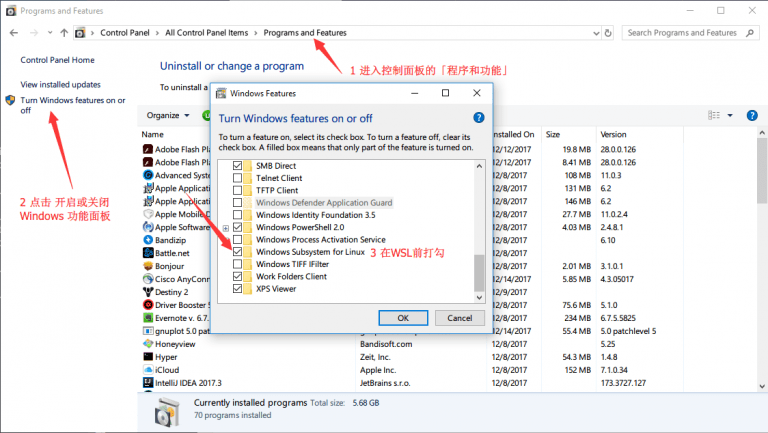 Programs and Features
Control Panel > All Control Panel Items > Programs and Features
Search Programs and Features
Control Panel Home
View installed updates
Turn Windows features on or off
2 点击 开启或关闭
Windows 功能面板
Uninstall or change a program
1 进入控制面板的「程序和功能」
To uninstall a
Organize
U
Name
Installed On
Size
Version
Adobe Flash Pla
12/12/2017
19.8 MB
28.0.0.126
Adobe Flash Pla
12/8/2017
8.41 MB
28.0.0.126
Advanced Syste
12/8/2017
108 MB
11.0.3
Apple Applicati
12/8/2017
131 MB
6.2
Apple Applicati
12/8/2017
146 MB
6.2
Apple Mobile D
12/8/2017
27.7 MB
11.0.2.4
Apple Software
12/8/2017
4.03 MB
2.4.8.1
Bandizip
12/8/2017
6.10
Battle.net
12/8/2017
Bonjour
12/8/2017
2.01 MB
3.1.0.1
Cisco AnyConn
12/15/2017
5.85 MB
4.3.05017
Destiny 2
12/9/2017
Driver Booster 5
12/8/2017
75.6 MB
5.1.0
Evernote v. 6.7.
12/8/2017
234 MB
6.7.5.5825
gnuplot 5.0 patchlevel
12/14/2017
55.4 MB
5.0 patchlevel 5
Honeyview
Bandisoft.com
12/8/2017
5.25
Hyper
Zeit, Inc.
12/8/2017
54.3 MB
1.4.8
iCloud
Apple Inc.
12/8/2017
152 MB
7.1.0.34
IntelliJ IDEA 2017.3
JetBrains s.r.o.
12/8/2017
173.3727.127
Windows Features
Turn Windows features on or off
To turn a feature on, select its check box. To turn a feature off, clear its
check box. A filled box means that only part of the feature is turned on.
SMB Direct
Telnet Client
TFTP Client
Windows Defender Application Guard
Windows Identity Foundation 3.5
Windows PowerShell 2.0
Windows Process Activation Service
Windows Subsystem for Linux
3 在WSL前打勾
Windows TIFF IFilter
Work Folders Client
XPS Viewer
OK
Cancel
Currently installed programs Total size: 5.68 GB
70 programs installed